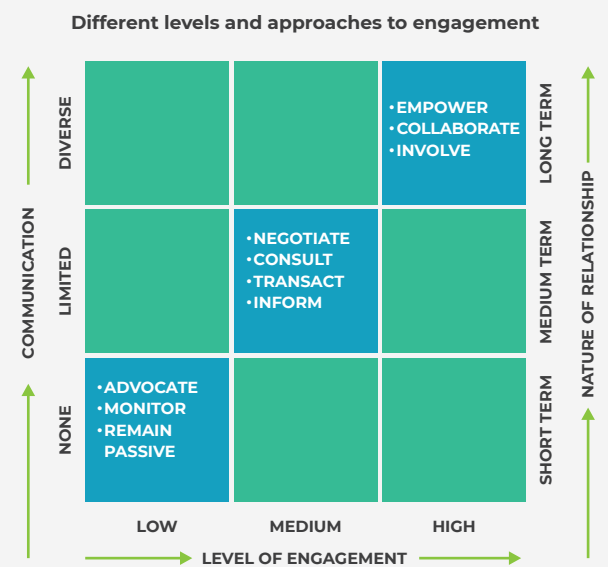 Different levels and approaches to engagement
DIVERSE
•EMPOWER
•COLLABORATE
•INVOLVE
LONG TERM
COMMUNICATION
LIMITED
•NEGOTIATE
•CONSULT
•TRANSACT
•INFORM
MEDIUM TERM
NATURE OF RELATIONSHIP
NONE
•ADVOCATE
•MONITOR
•REMAIN
PASSIVE
SHORT TERM
LOW
MEDIUM
HIGH
LEVEL OF ENGAGEMENT